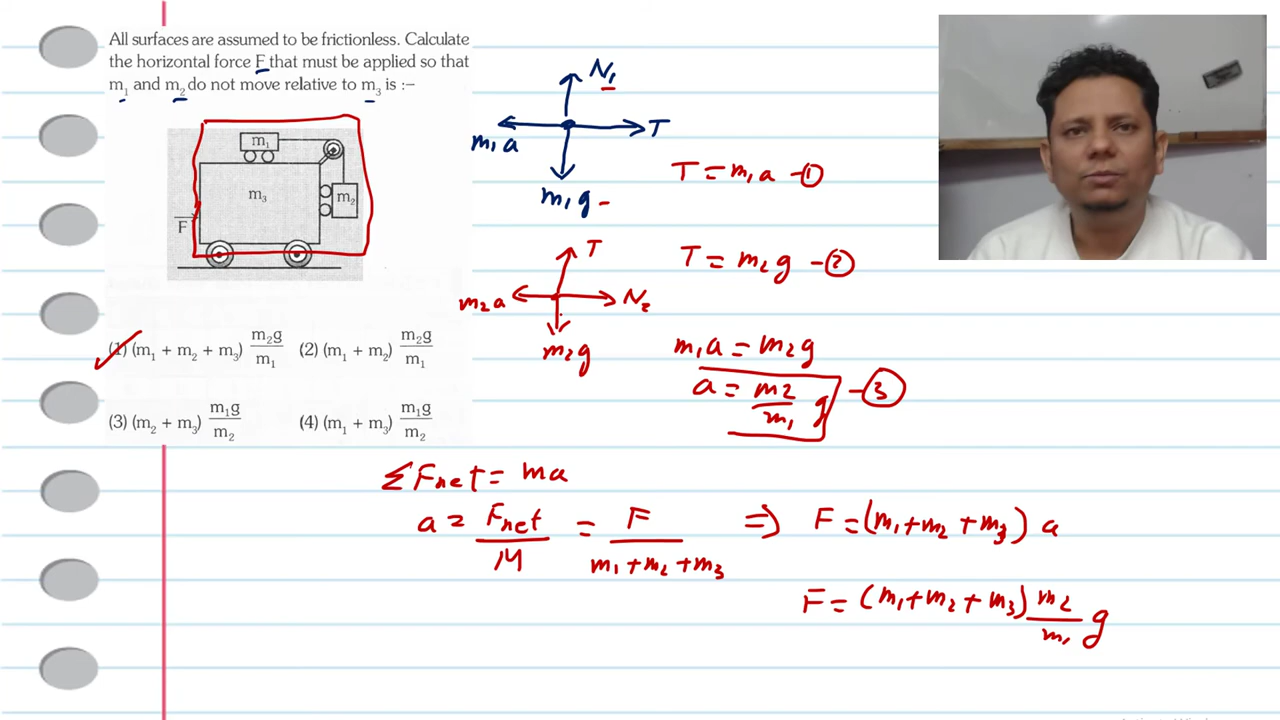 All surfaces are assumed to be frictionless. Calculate
the horizontal force F that must be applied so that
m₁ and m₂ do not move relative to m₃ is :-
m₁
m₃
m₂
F
(1) (m₁ + m₂ + m₃) m₂g/m₁ (2) (m₁ + m₂) m₂g/m₁
(3) (m₂ + m₃) m₁g/m₂ (4) (m₁ + m₃) m₁g/m₂
N₁
m₁a T
m₁g
T = m₁a -①
T
m₂a N₂
m₂g
T = m₂g -②
m₁a = m₂g
a = m₂/m₁ g -③
ΣFnet = ma
a = Fnet/M = F/m₁+m₂+m₃ ⇒ F = (m₁+m₂+m₃) a
F = (m₁+m₂+m₃) m₂/m₁ g